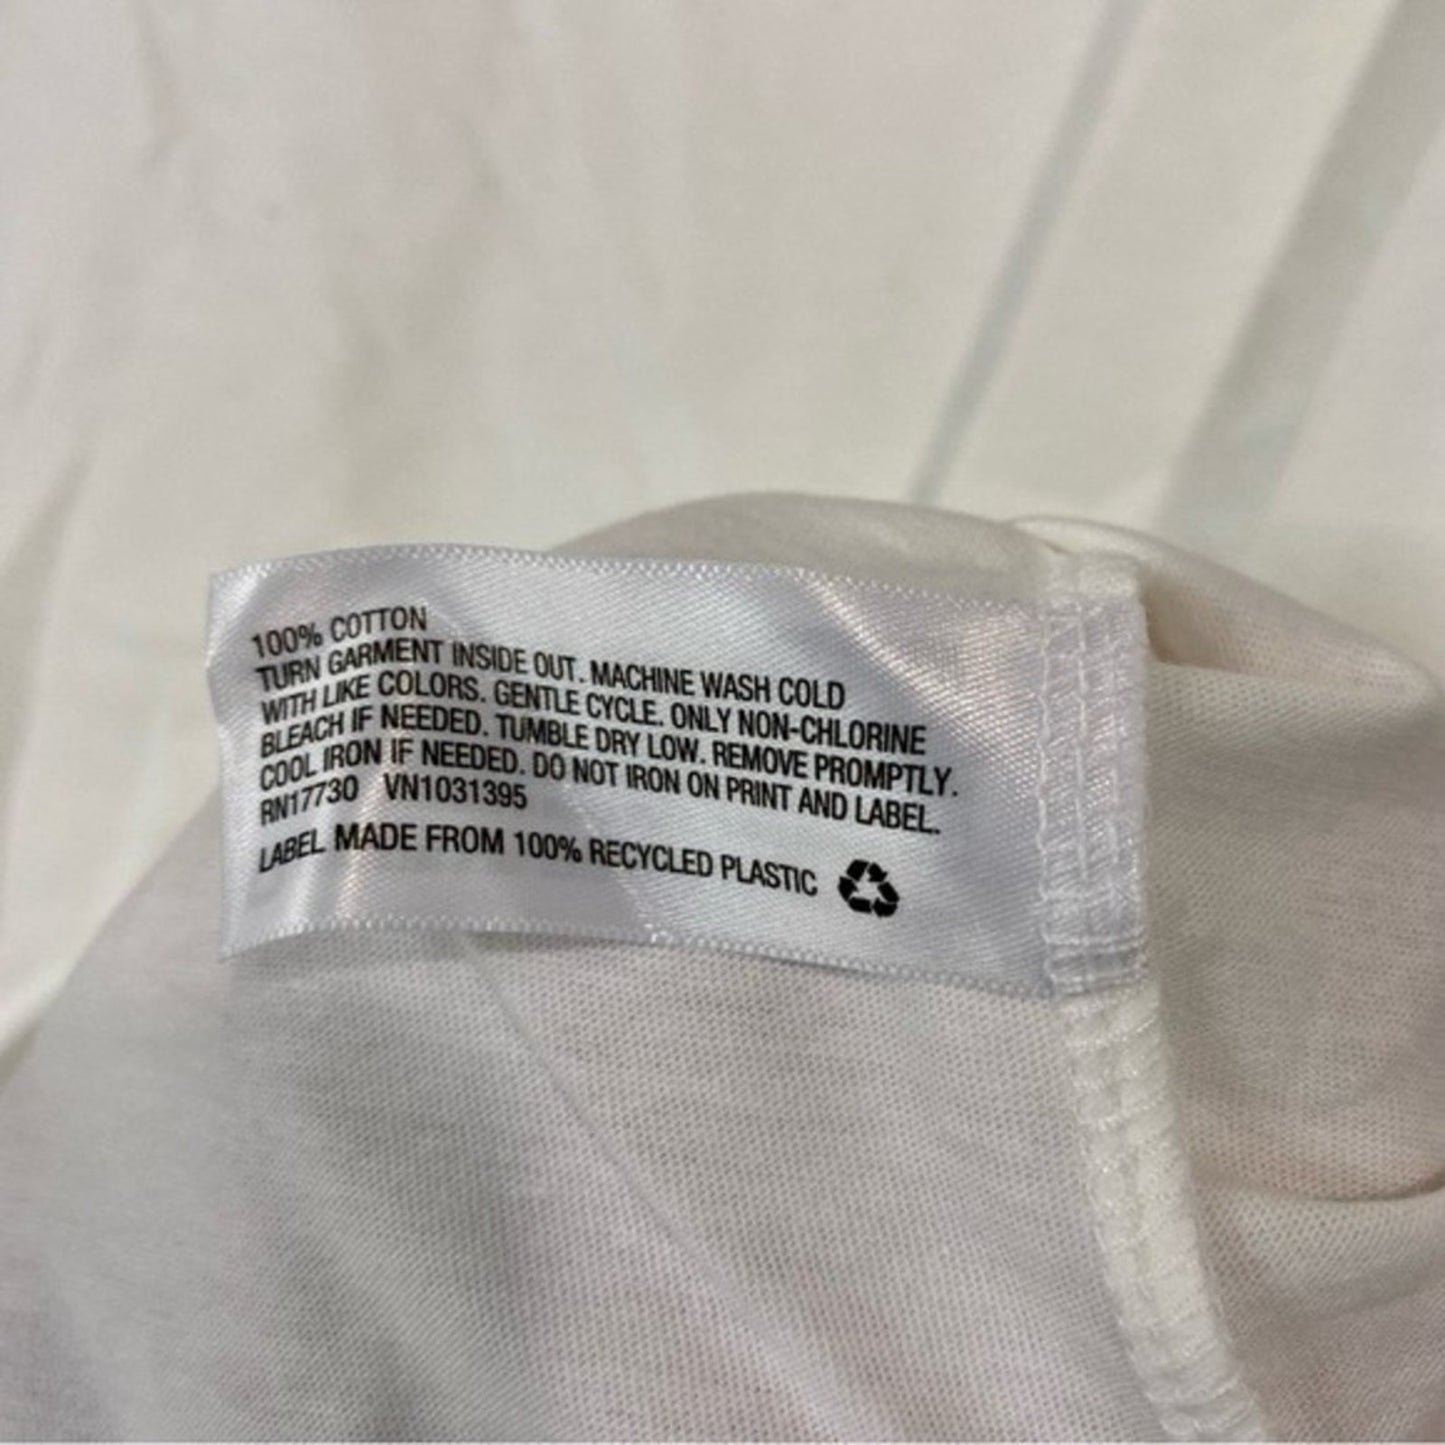 100% COTTON
TURN GARMENT INSIDE OUT. MACHINE WASH COLD
WITH LIKE COLORS. GENTLE CYCLE. ONLY NON-CHLORINE
BLEACH IF NEEDED. TUMBLE DRY LOW. REMOVE PROMPTLY.
COOL IRON IF NEEDED. DO NOT IRON ON PRINT AND LABEL.
RN17730 VN1031395
LABEL MADE FROM 100% RECYCLED PLASTIC